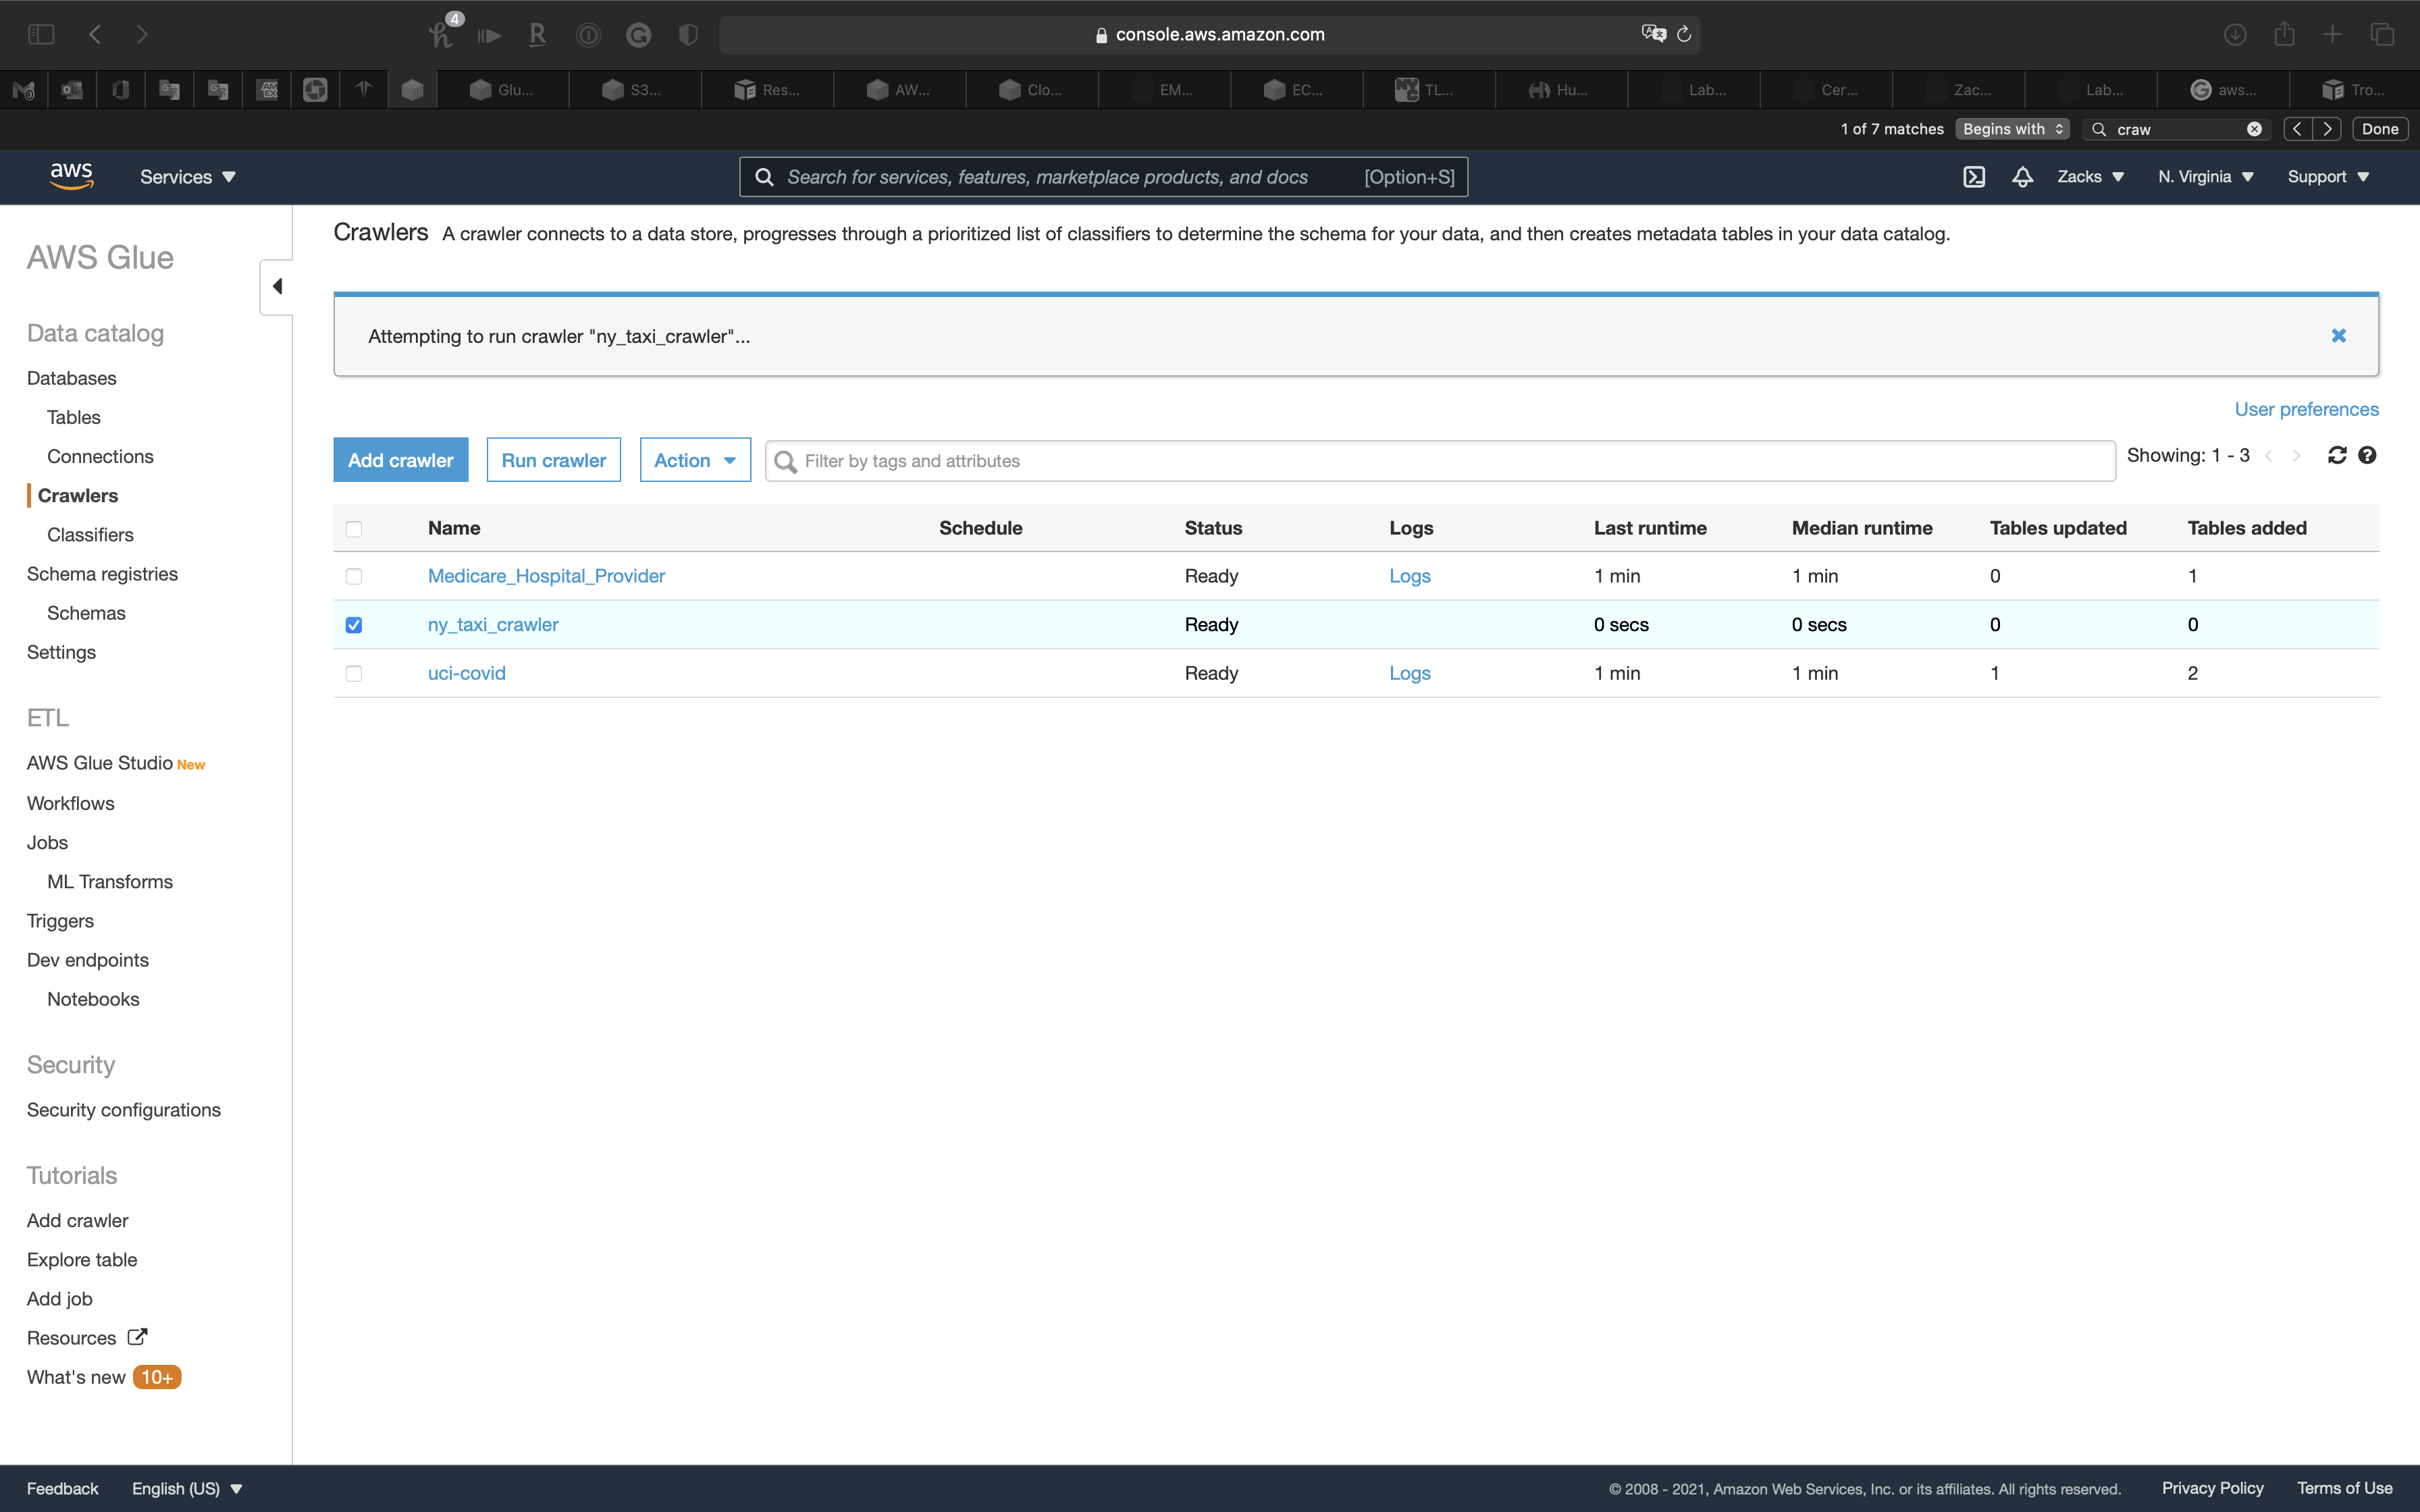 4
console.aws.amazon.com
Glu... S3... Res... AW... Clo... EM... EC... TL... Hu... Lab... Cer... Zac... Lab... aws... Tro...
1 of 7 matches Begins with craw Done
aws Services Search for services, features, marketplace products, and docs [Option+S] Zacks N. Virginia Support
AWS Glue
Data catalog
Databases
Tables
Connections
Crawlers
Classifiers
Schema registries
Schemas
Settings
ETL
AWS Glue Studio New
Workflows
Jobs
ML Transforms
Triggers
Dev endpoints
Notebooks
Security
Security configurations
Tutorials
Add crawler
Explore table
Add job
Resources
What's new 10+
Crawlers A crawler connects to a data store, progresses through a prioritized list of classifiers to determine the schema for your data, and then creates metadata tables in your data catalog.
Attempting to run crawler "ny_taxi_crawler"...
User preferences
Add crawler Run crawler Action Filter by tags and attributes Showing: 1 - 3
Name Schedule Status Logs Last runtime Median runtime Tables updated Tables added
Medicare_Hospital_Provider Ready Logs 1 min 1 min 0 1
ny_taxi_crawler Ready 0 secs 0 secs 0 0
uci-covid Ready Logs 1 min 1 min 1 2
Feedback English (US) © 2008 - 2021, Amazon Web Services, Inc. or its affiliates. All rights reserved. Privacy Policy Terms of Use